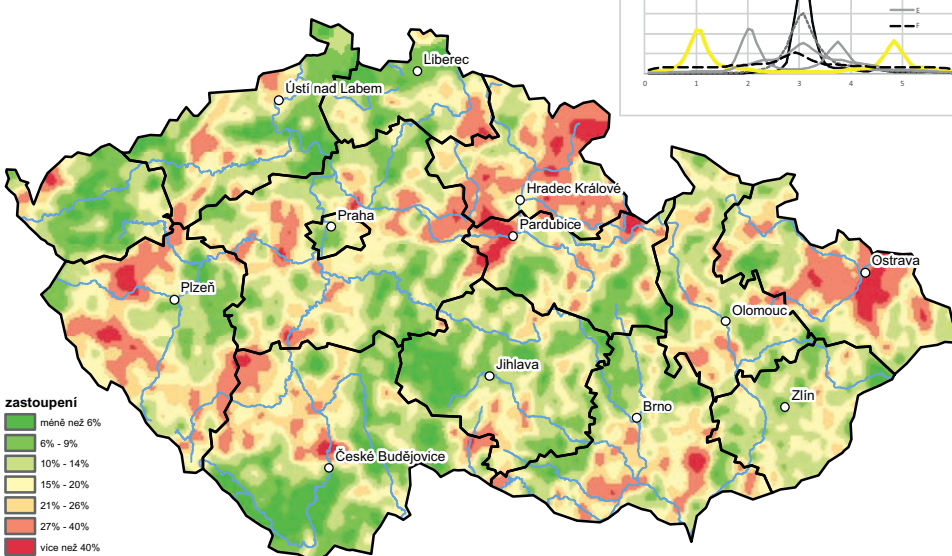 E
F
0 1 2 3 4 5
Liberec
Ústí nad Labem
Hradec Králové
Praha
Pardubice
Ostrava
Plzeň
Olomouc
Jihlava
Zlín
Brno
České Budějovice
zastoupení
méně než 6%
6% - 9%
10% - 14%
15% - 20%
21% - 26%
27% - 40%
více než 40%